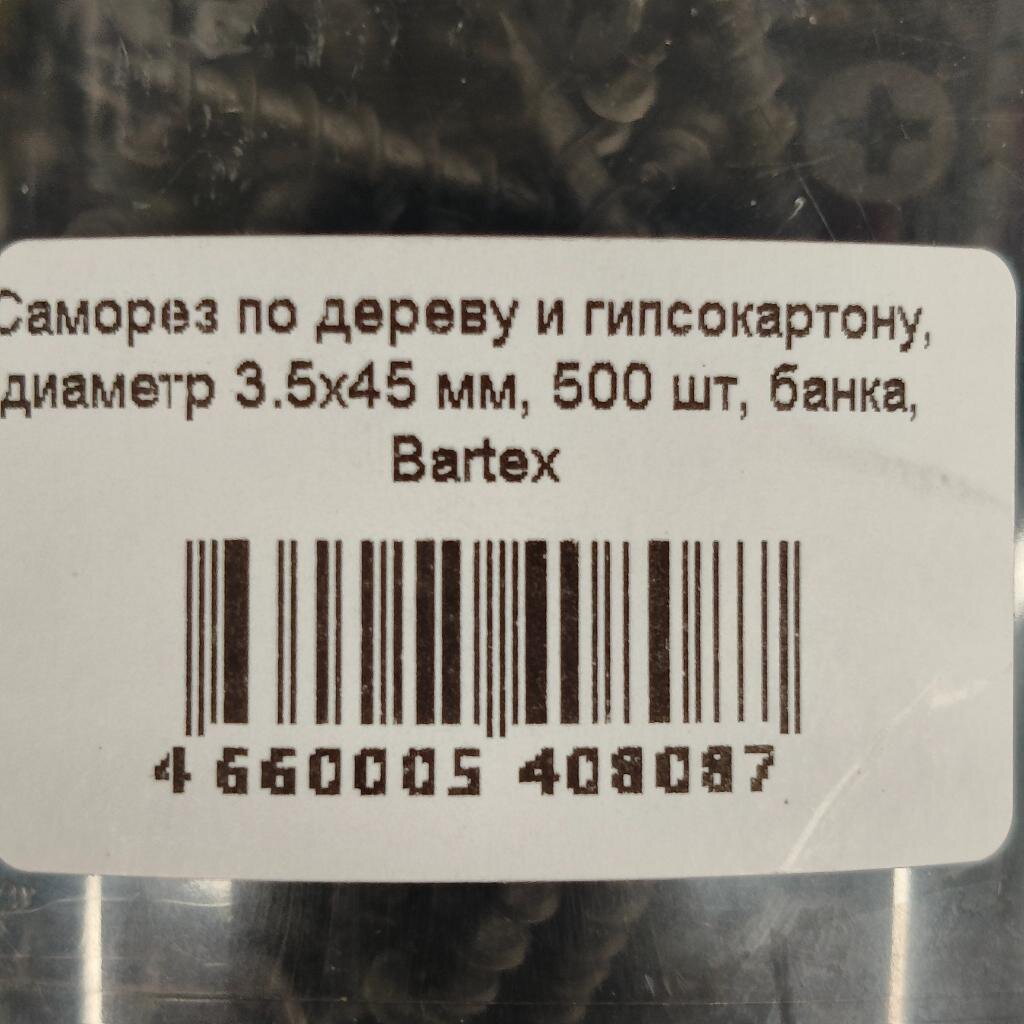 Саморез по дереву и гипсокартону,
диаметр 3.5х45 мм, 500 шт, банка,
Bartex
4 660005 408087